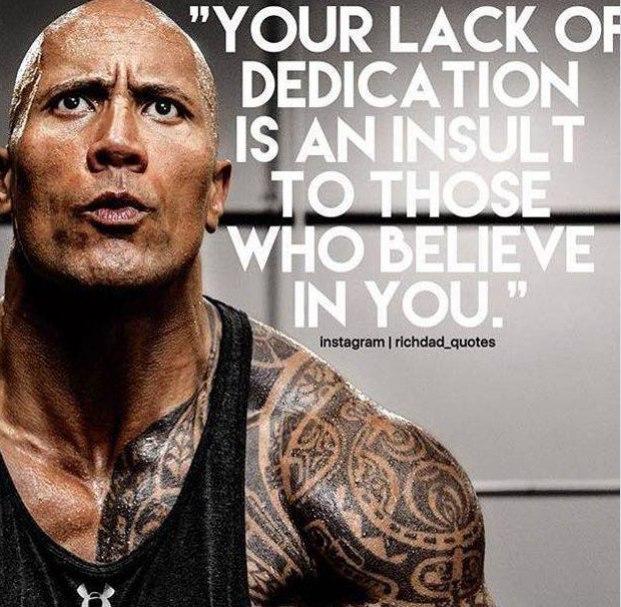 "YOUR LACK OF
DEDICATION
IS AN INSULT
TO THOSE
WHO BELIEVE
IN YOU."
instagram | richdad_quotes